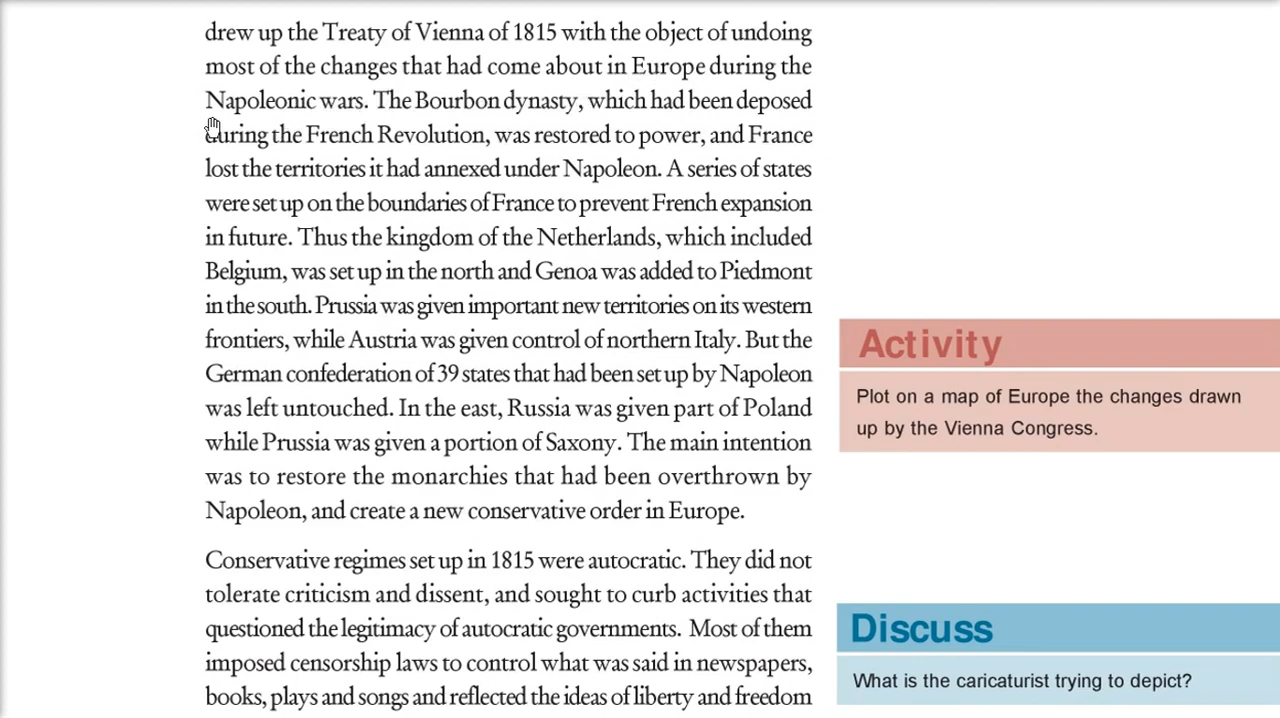 drew up the Treaty of Vienna of 1815 with the object of undoing
most of the changes that had come about in Europe during the
Napoleonic wars. The Bourbon dynasty, which had been deposed
during the French Revolution, was restored to power, and France
lost the territories it had annexed under Napoleon. A series of states
were set up on the boundaries of France to prevent French expansion
in future. Thus the kingdom of the Netherlands, which included
Belgium, was set up in the north and Genoa was added to Piedmont
in the south. Prussia was given important new territories on its western
frontiers, while Austria was given control of northern Italy. But the
German confederation of 39 states that had been set up by Napoleon
was left untouched. In the east, Russia was given part of Poland
while Prussia was given a portion of Saxony. The main intention
was to restore the monarchies that had been overthrown by
Napoleon, and create a new conservative order in Europe.
Conservative regimes set up in 1815 were autocratic. They did not
tolerate criticism and dissent, and sought to curb activities that
questioned the legitimacy of autocratic governments. Most of them
imposed censorship laws to control what was said in newspapers,
books, plays and songs and reflected the ideas of liberty and freedom
Activity
Plot on a map of Europe the changes drawn
up by the Vienna Congress.
Discuss
What is the caricaturist trying to depict?